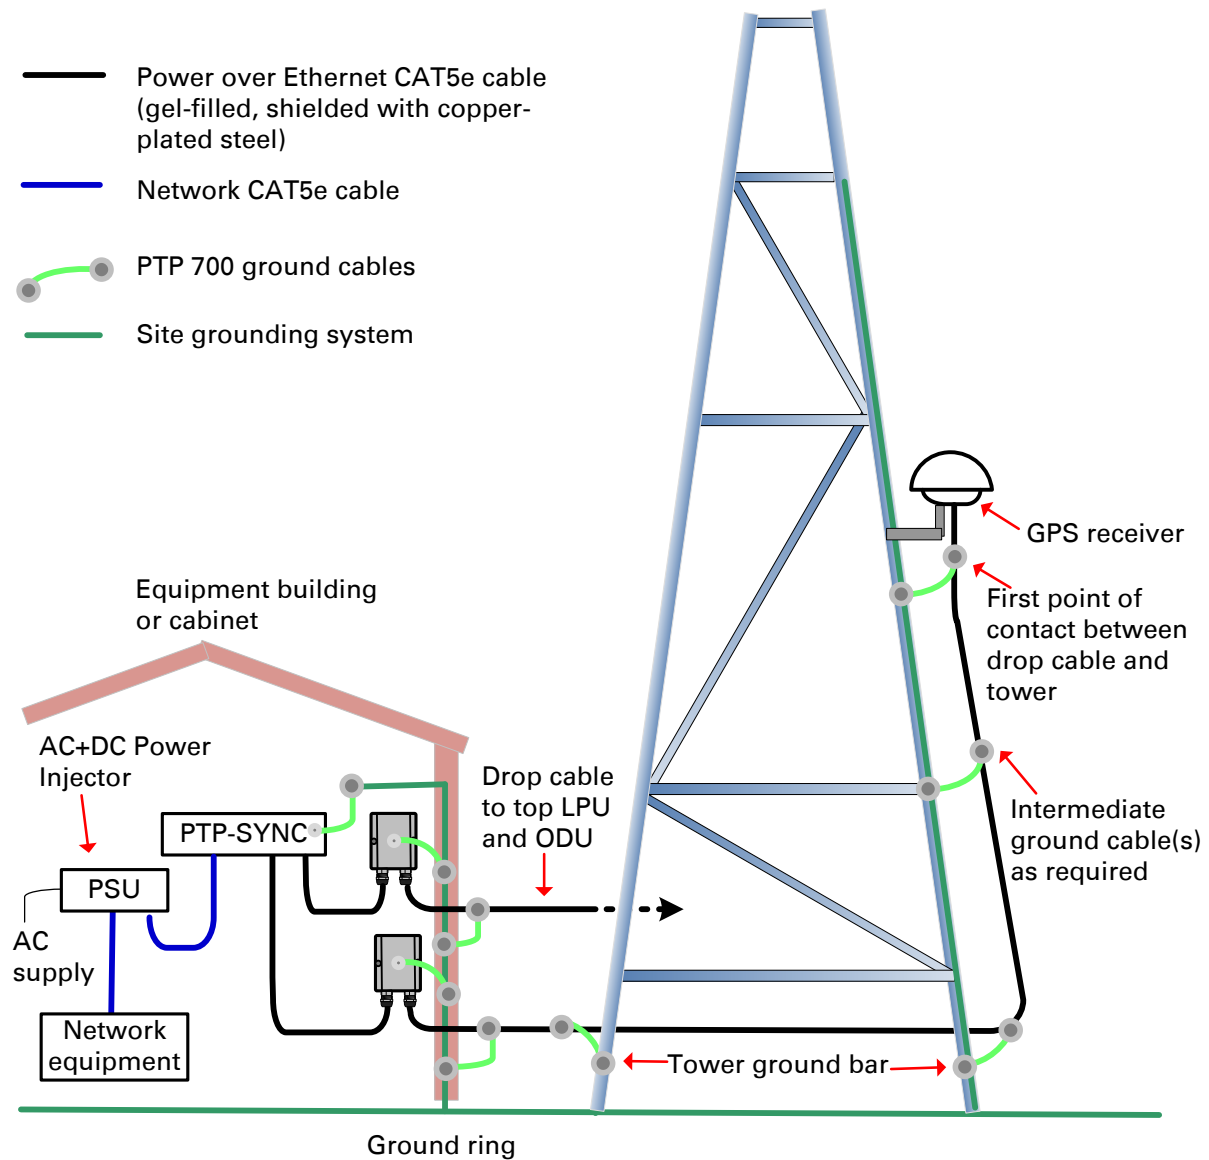 Power over Ethernet CAT5e cable
(gel-filled, shielded with copper-
plated steel)
Network CAT5e cable
PTP 700 ground cables
Site grounding system
GPS receiver
First point of
contact between
drop cable and
tower
Equipment building
or cabinet
AC+DC Power
Injector
Drop cable
to top LPU
and ODU
Intermediate
ground cable(s)
as required
PTP-SYNC
PSU
AC
supply
Network
equipment
Tower ground bar
Ground ring